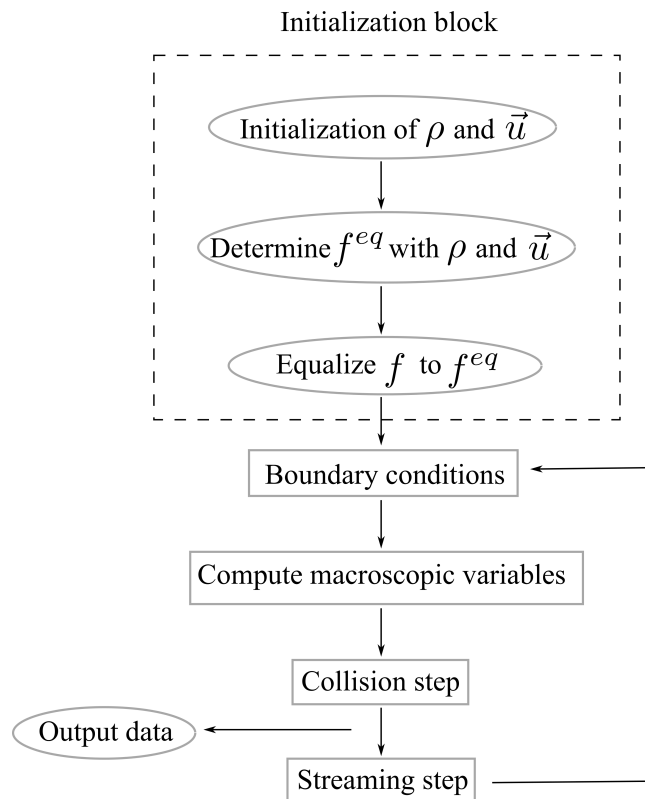 Initialization block
Initialization of ρ and u⃗
Determine f^{eq} with ρ and u⃗
Equalize f to f^{eq}
Boundary conditions
Compute macroscopic variables
Collision step
Output data
Streaming step